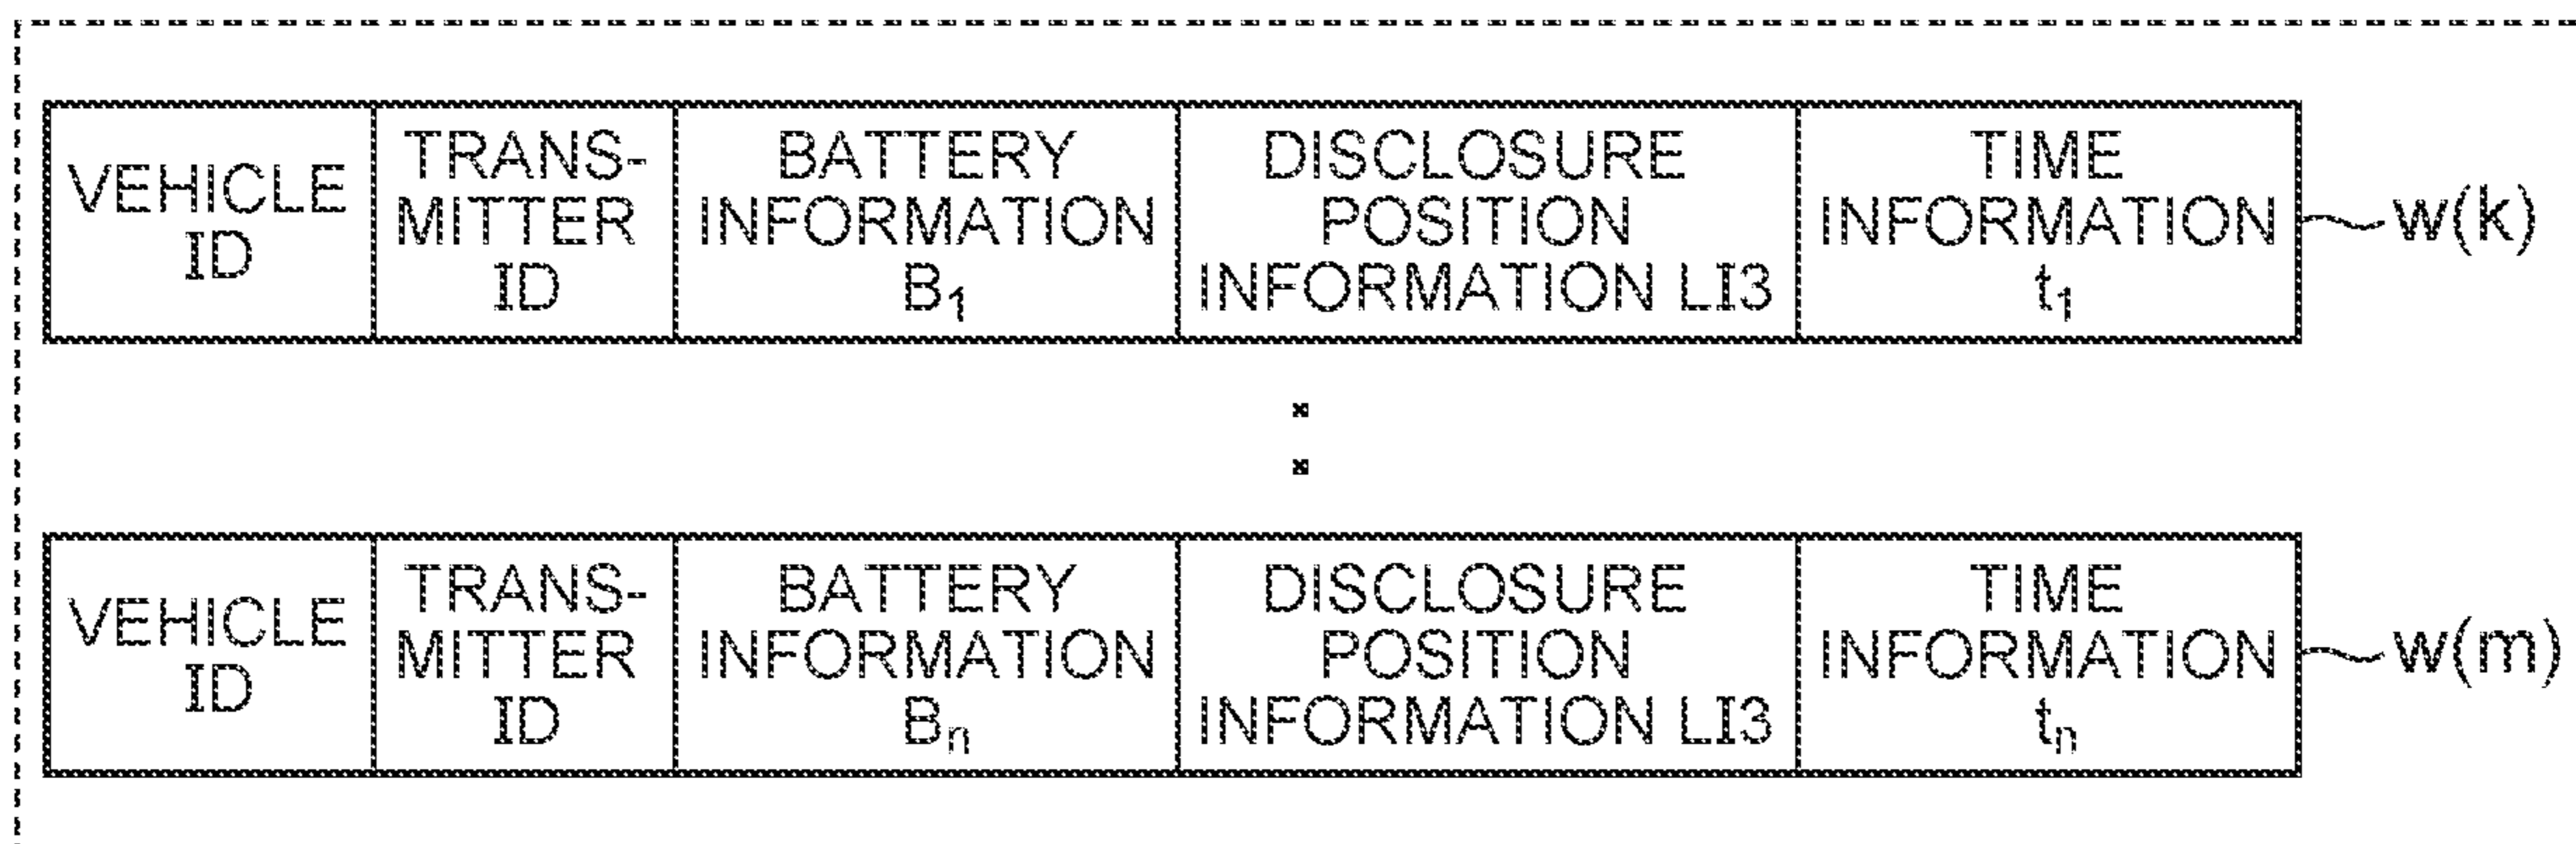 VEHICLE
ID
TRANS-
MITTER
ID
BATTERY
INFORMATION
B₁
DISCLOSURE
POSITION
INFORMATION LI3
TIME
INFORMATION
t₁
w(k)
VEHICLE
ID
TRANS-
MITTER
ID
BATTERY
INFORMATION
Bₙ
DISCLOSURE
POSITION
INFORMATION LI3
TIME
INFORMATION
tₙ
w(m)